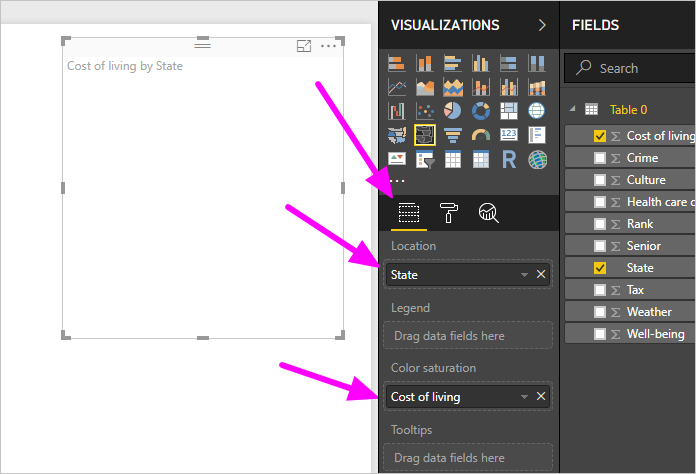 Cost of living by State
VISUALIZATIONS
123
R
Location
State
Legend
Drag data fields here
Color saturation
Cost of living
Tooltips
Drag data fields here
FIELDS
Search
Table 0
Cost of living
Crime
Culture
Health care c
Rank
Senior
State
Tax
Weather
Well-being